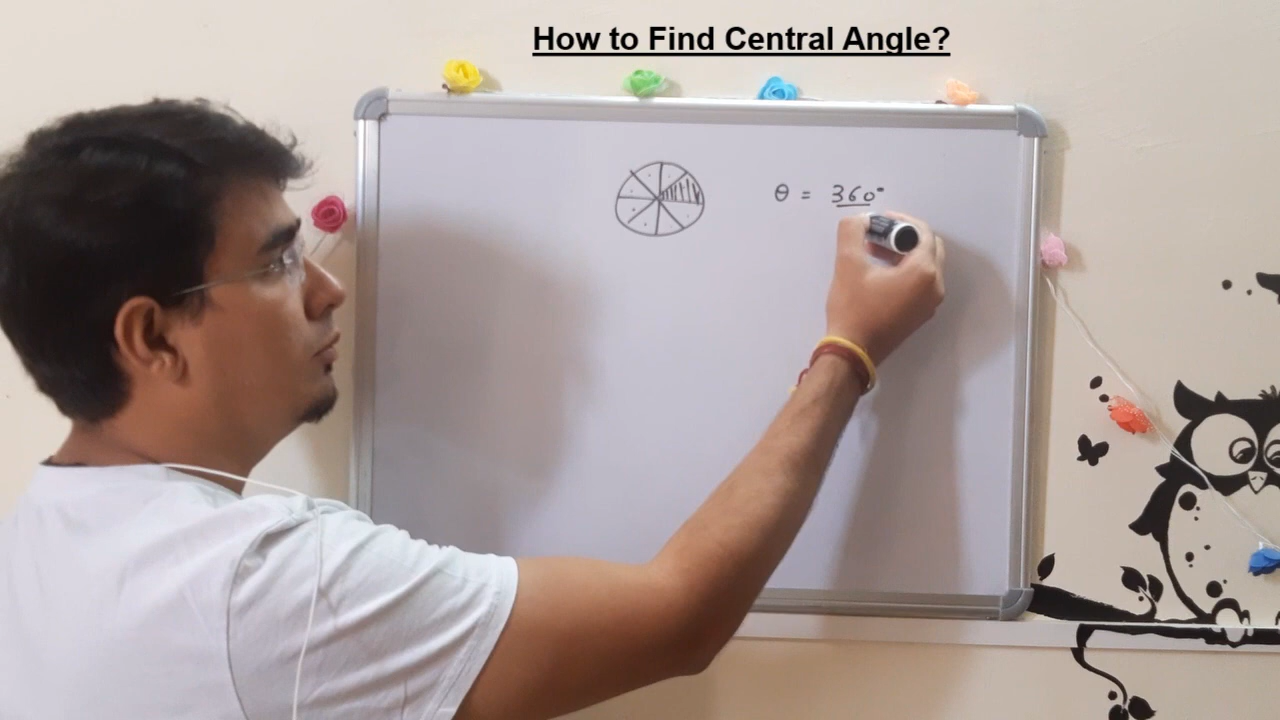 How to Find Central Angle?
θ = 360°